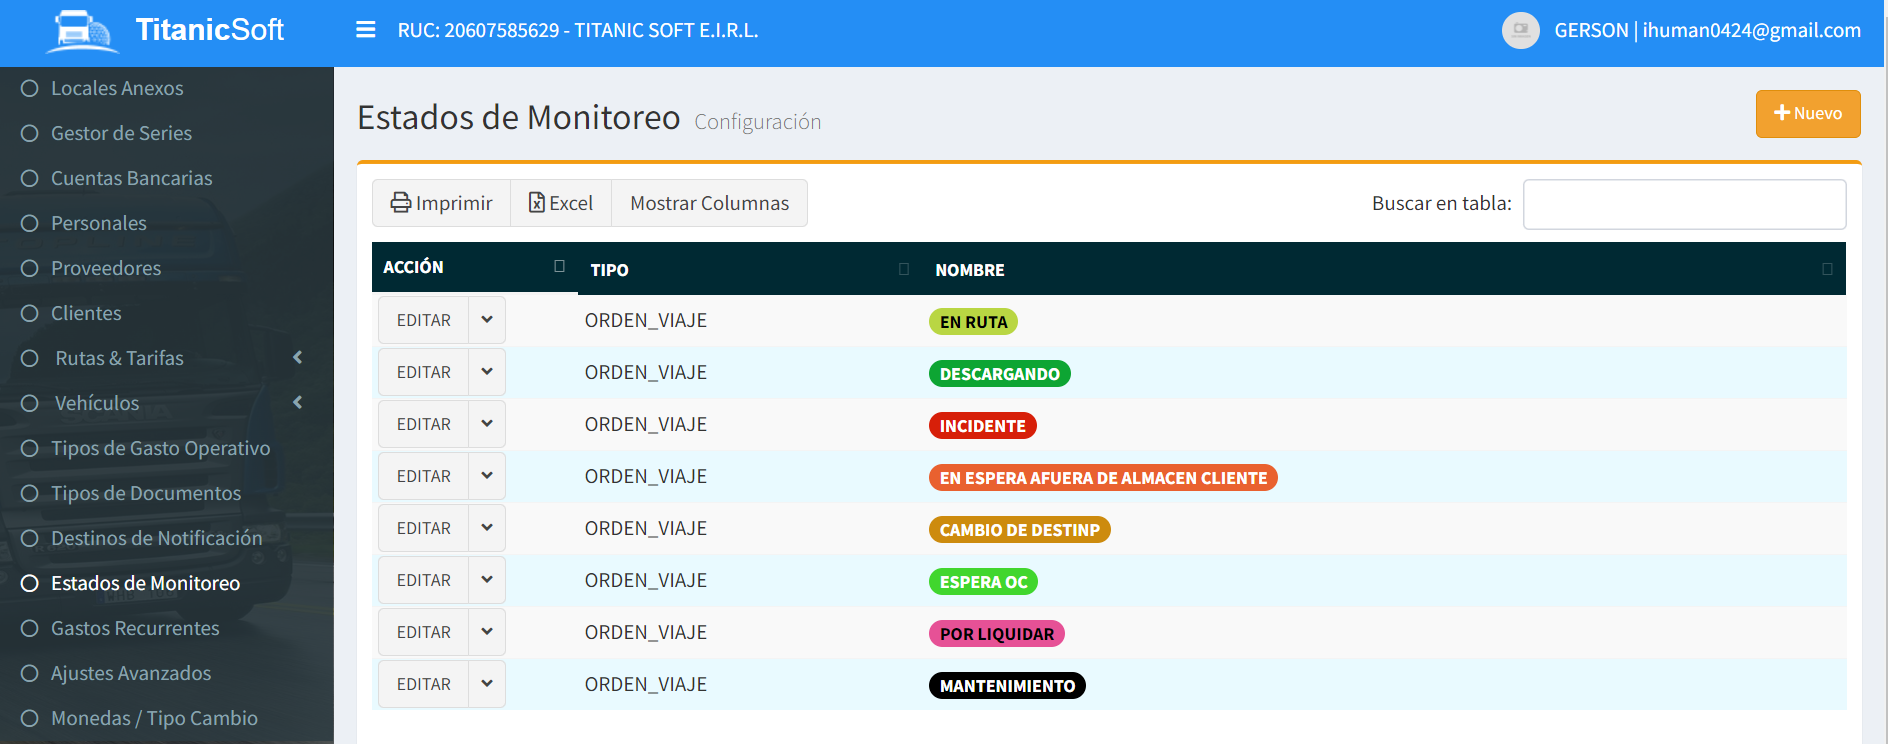 TitanicSoft
RUC: 20607585629 - TITANIC SOFT E.I.R.L.
GERSON | ihuman0424@gmail.com
Locales Anexos
Gestor de Series
Cuentas Bancarias
Personales
Proveedores
Clientes
Rutas & Tarifas
Vehículos
Tipos de Gasto Operativo
Tipos de Documentos
Destinos de Notificación
Estados de Monitoreo
Gastos Recurrentes
Ajustes Avanzados
Monedas / Tipo Cambio
Estados de Monitoreo Configuración
Nuevo
Imprimir Excel Mostrar Columnas
Buscar en tabla:
ACCIÓN TIPO NOMBRE
EDITAR ORDEN_VIAJE EN RUTA
EDITAR ORDEN_VIAJE DESCARGANDO
EDITAR ORDEN_VIAJE INCIDENTE
EDITAR ORDEN_VIAJE EN ESPERA AFUERA DE ALMACEN CLIENTE
EDITAR ORDEN_VIAJE CAMBIO DE DESTINP
EDITAR ORDEN_VIAJE ESPERA OC
EDITAR ORDEN_VIAJE POR LIQUIDAR
EDITAR ORDEN_VIAJE MANTENIMIENTO